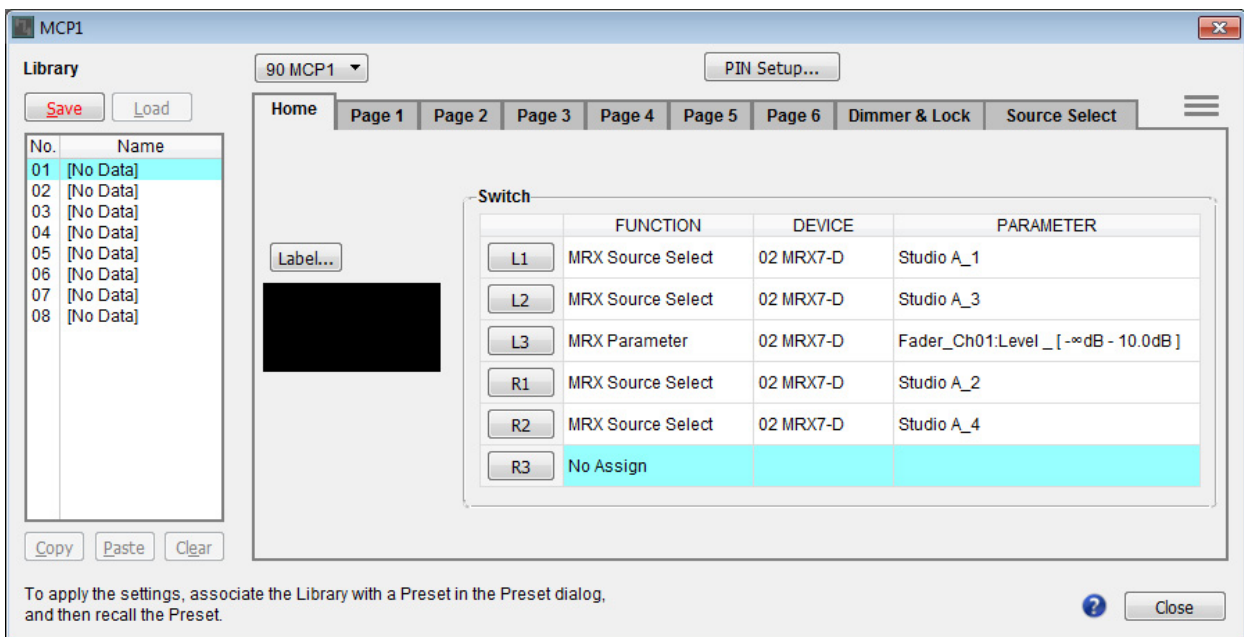 MCP1
Library
90 MCP1
PIN Setup...
Save Load
Home Page 1 Page 2 Page 3 Page 4 Page 5 Page 6 Dimmer & Lock Source Select
No. Name
01 [No Data]
02 [No Data]
03 [No Data]
04 [No Data]
05 [No Data]
06 [No Data]
07 [No Data]
08 [No Data]
Label...
Switch
FUNCTION DEVICE PARAMETER
L1 MRX Source Select 02 MRX7-D Studio A_1
L2 MRX Source Select 02 MRX7-D Studio A_3
L3 MRX Parameter 02 MRX7-D Fader_Ch01:Level _ [ -∞dB - 10.0dB ]
R1 MRX Source Select 02 MRX7-D Studio A_2
R2 MRX Source Select 02 MRX7-D Studio A_4
R3 No Assign
Copy Paste Clear
To apply the settings, associate the Library with a Preset in the Preset dialog,
and then recall the Preset.
? Close